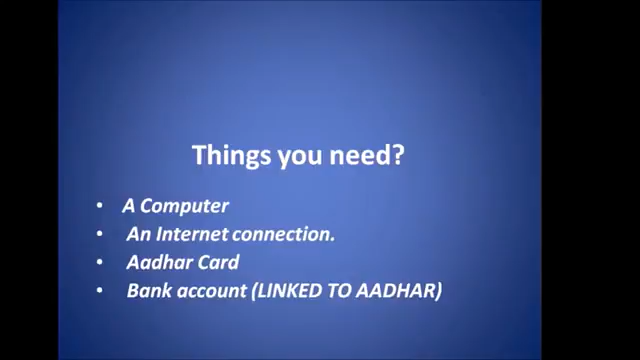 Things you need?
• A Computer
• An Internet connection.
• Aadhar Card
• Bank account (LINKED TO AADHAR)